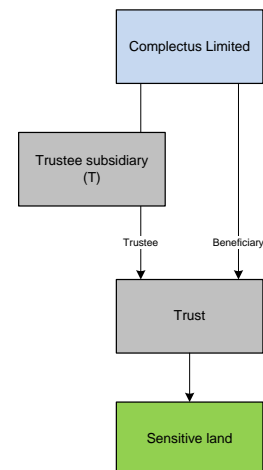 Complectus Limited
Trustee subsidiary
(T)
Trustee
Beneficiary
Trust
Sensitive land